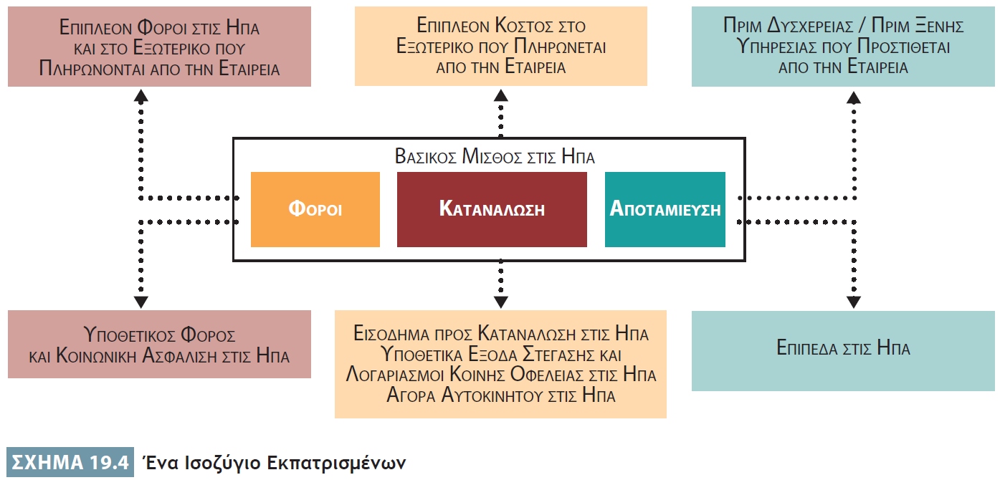 ΕΠΙΠΛΕΟΝ ΦΟΡΟΙ ΣΤΙΣ ΗΠΑ
ΚΑΙ ΣΤΟ ΕΞΩΤΕΡΙΚΟ ΠΟΥ
ΠΛΗΡΩΝΟΝΤΑΙ ΑΠΟ ΤΗΝ ΕΤΑΙΡΕΙΑ
ΕΠΙΠΛΕΟΝ ΚΟΣΤΟΣ ΣΤΟ
ΕΞΩΤΕΡΙΚΟ ΠΟΥ ΠΛΗΡΩΝΕΤΑΙ
ΑΠΟ ΤΗΝ ΕΤΑΙΡΕΙΑ
ΠΡΙΜ ΔΥΣΧΕΡΕΙΑΣ / ΠΡΙΜ ΞΕΝΗΣ
ΥΠΗΡΕΣΙΑΣ ΠΟΥ ΠΡΟΣΤΙΘΕΤΑΙ
ΑΠΟ ΤΗΝ ΕΤΑΙΡΕΙΑ
ΒΑΣΙΚΟΣ ΜΙΣΘΟΣ ΣΤΙΣ ΗΠΑ
ΦΟΡΟΙ
ΚΑΤΑΝΑΛΩΣΗ
ΑΠΟΤΑΜΙΕΥΣΗ
ΥΠΟΘΕΤΙΚΟΣ ΦΟΡΟΣ
ΚΑΙ ΚΟΙΝΩΝΙΚΗ ΑΣΦΑΛΙΣΗ ΣΤΙΣ ΗΠΑ
ΕΙΣΟΔΗΜΑ ΠΡΟΣ ΚΑΤΑΝΑΛΩΣΗ ΣΤΙΣ ΗΠΑ
ΥΠΟΘΕΤΙΚΑ ΕΞΟΔΑ ΣΤΕΓΑΣΗΣ ΚΑΙ
ΛΟΓΑΡΙΑΣΜΟΙ ΚΟΙΝΗΣ ΟΦΕΛΕΙΑΣ ΣΤΙΣ ΗΠΑ
ΑΓΟΡΑ ΑΥΤΟΚΙΝΗΤΟΥ ΣΤΙΣ ΗΠΑ
ΕΠΙΠΕΔΑ ΣΤΙΣ ΗΠΑ
ΣΧΗΜΑ 19.4 Ένα Ισοζύγιο Εκπατρισμένων